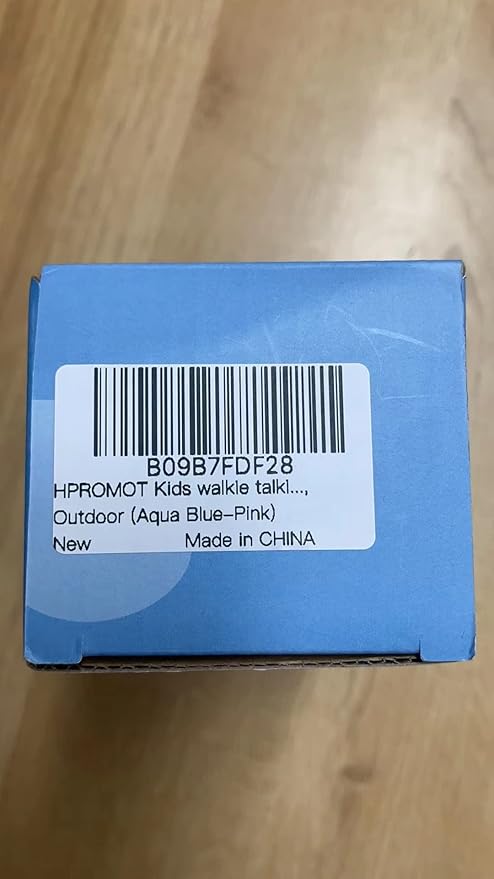 B09B7FDF28
HPROMOT Kids walkie talki...,
Outdoor (Aqua Blue-Pink)
New Made in CHINA